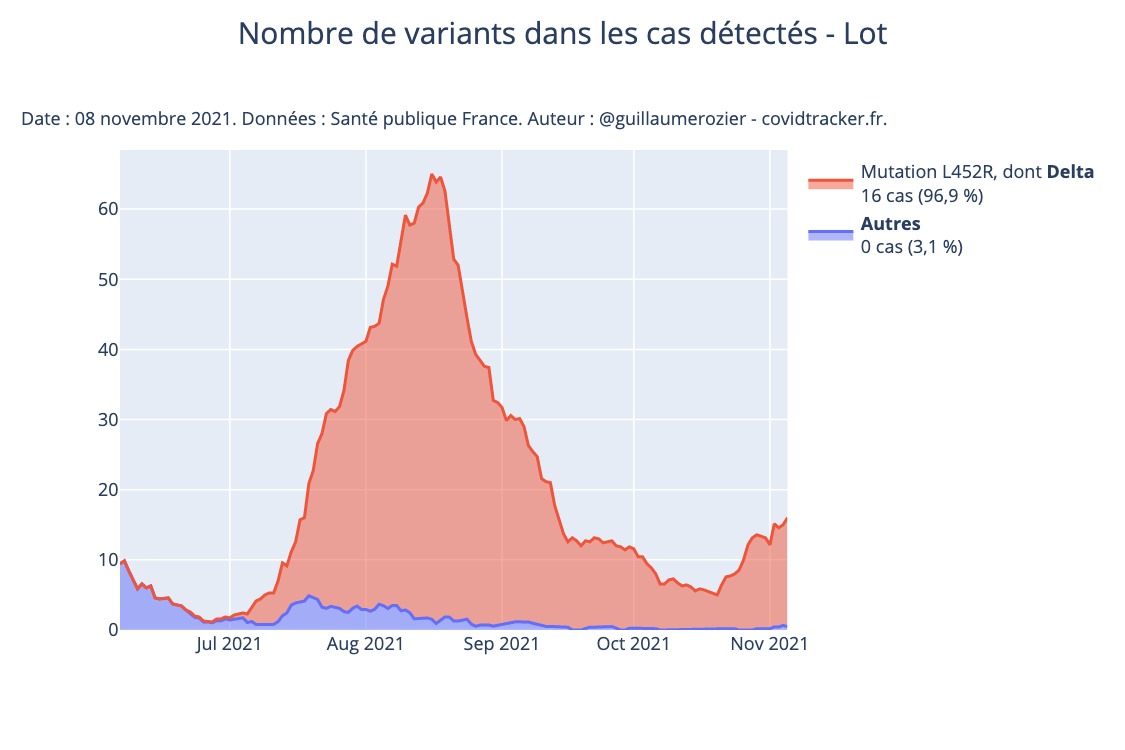 Nombre de variants dans les cas détectés - Lot
Date : 08 novembre 2021. Données : Santé publique France. Auteur : @guillaumerozier - covidtracker.fr.
Mutation L452R, dont Delta
16 cas (96,9 %)
Autres
0 cas (3,1 %)
60
50
40
30
20
10
0
Jul 2021 Aug 2021 Sep 2021 Oct 2021 Nov 2021